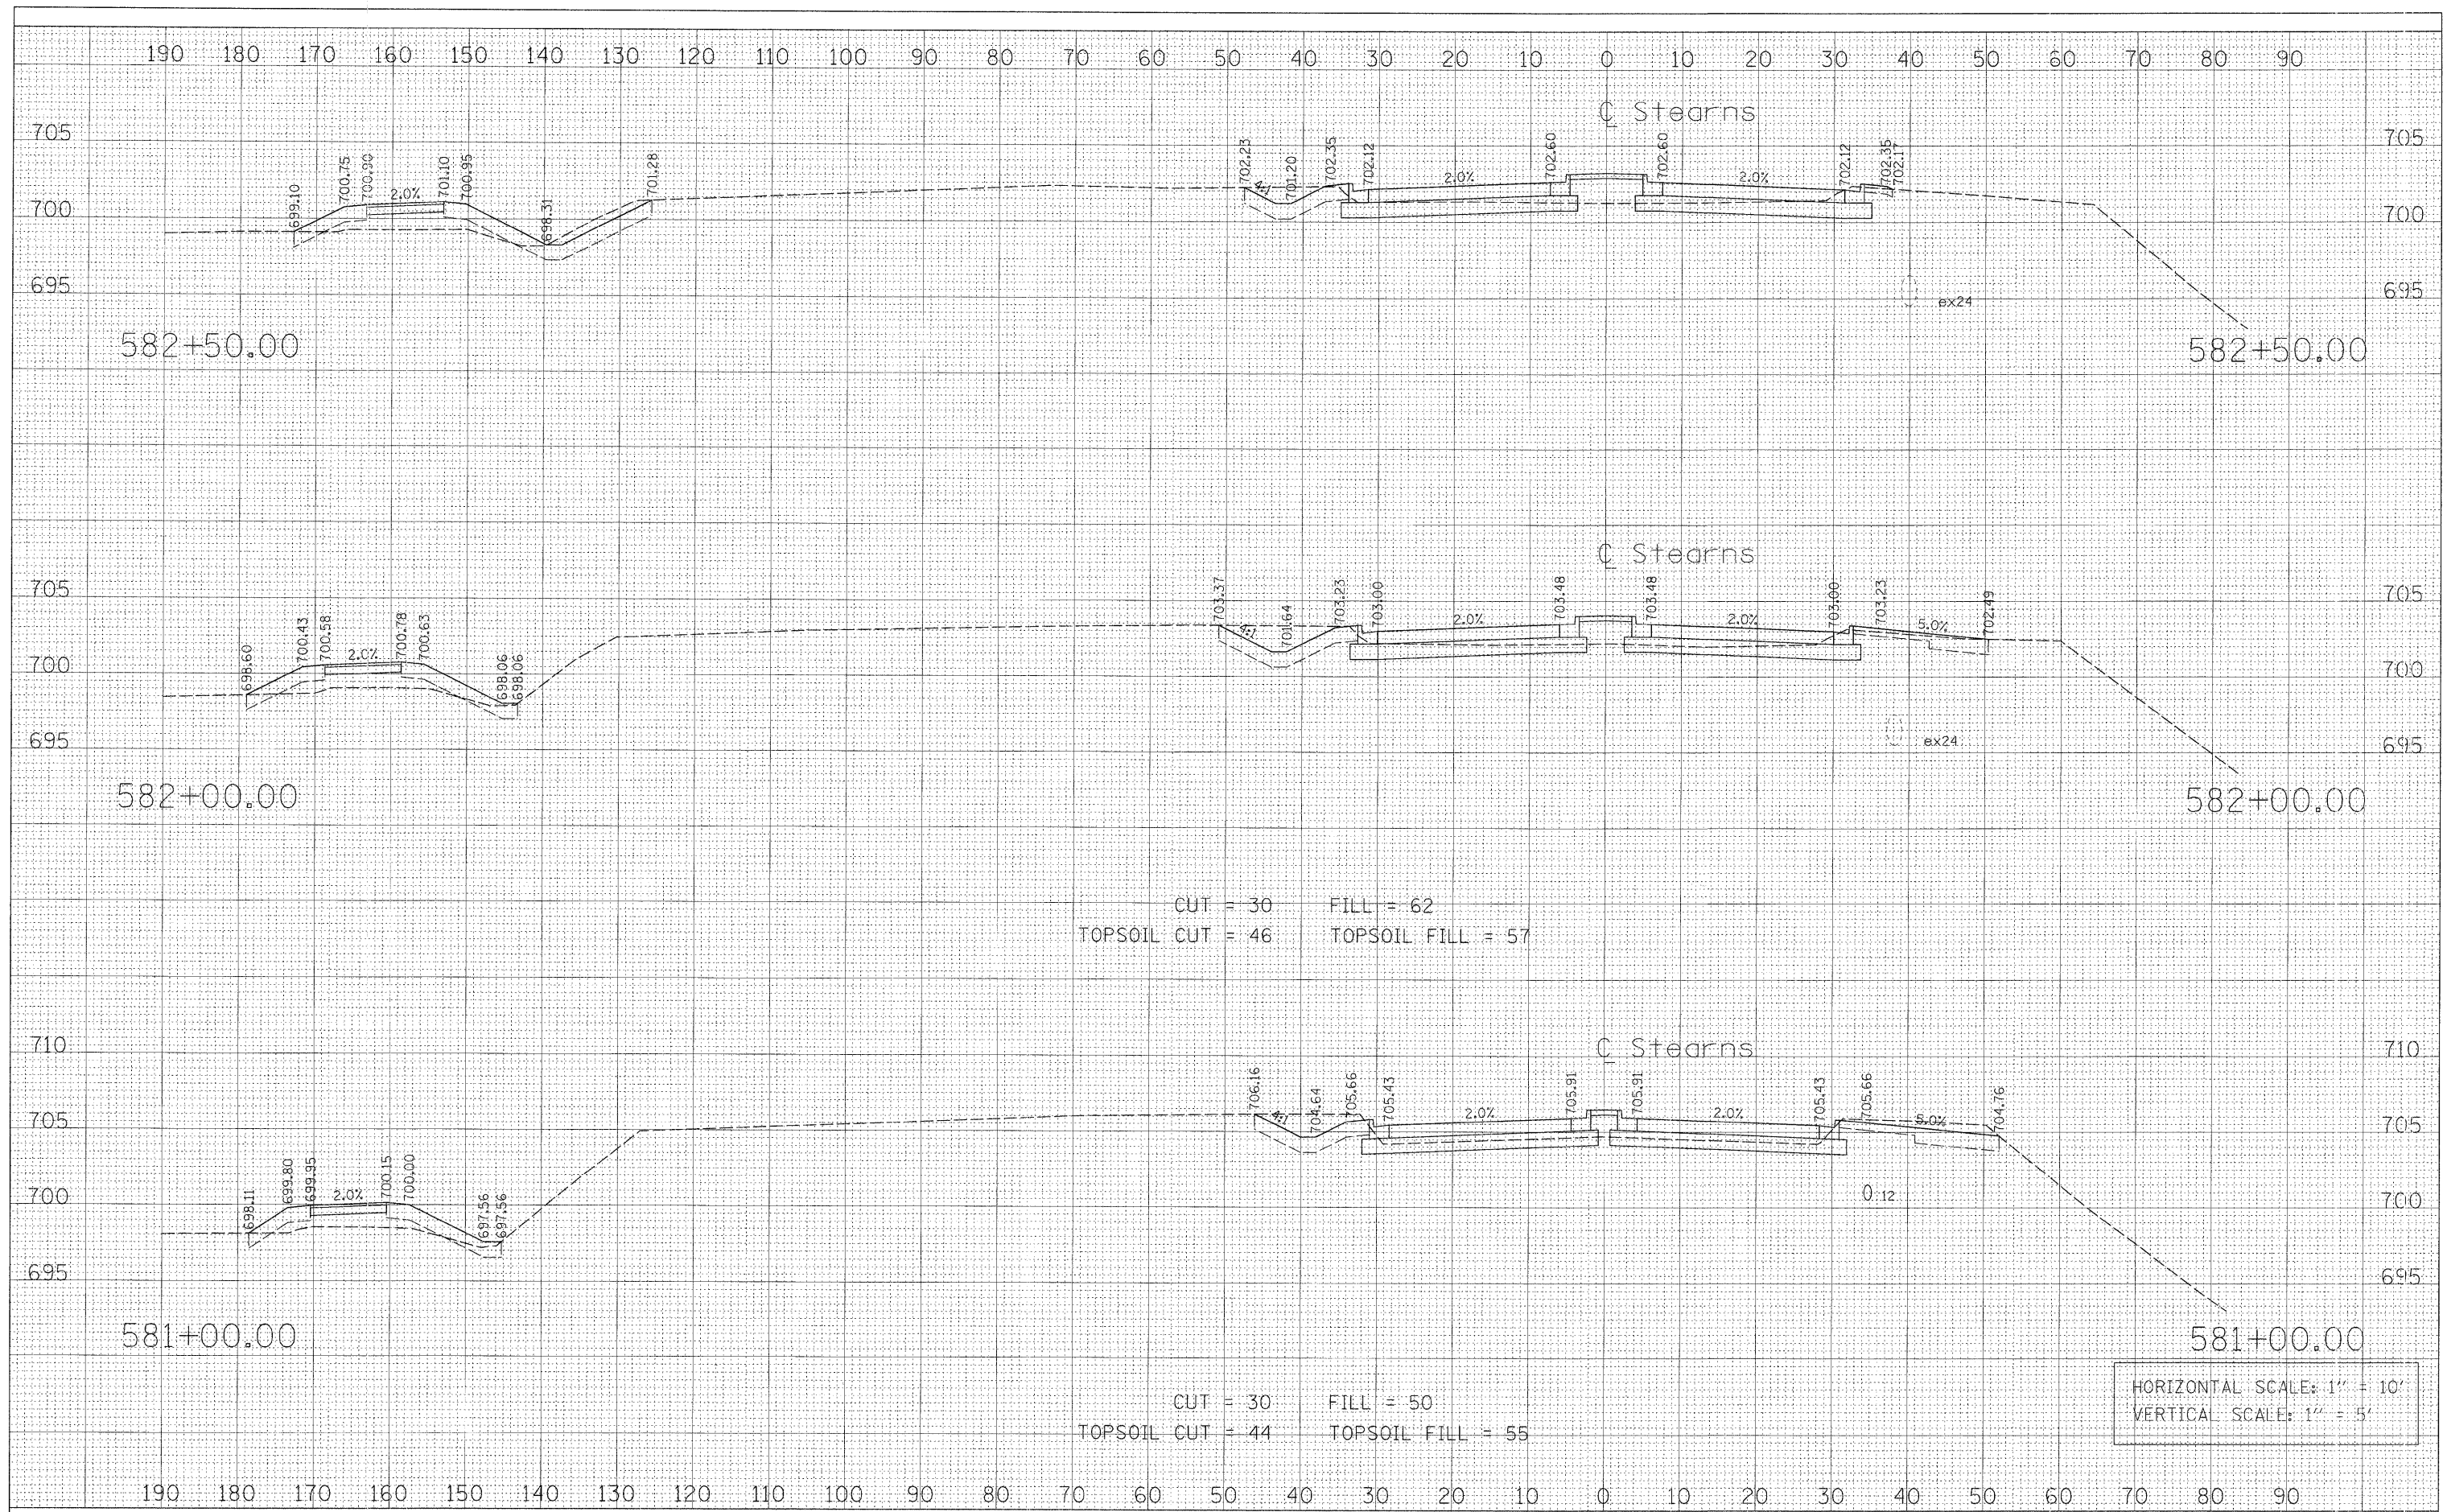 190 180 170 160 150 140 130 120 110 100 90 80 70 60 50 40 30 20 10 0 10 20 30 40 50 60 70 80 90
℄ Stearns
705 705
699.10 700.75 700.90 2.0% 701.10 700.95 698.31 701.28 702.23 4:1 701.20 702.35 702.12 2.0% 702.60 702.60 2.0% 702.12 702.35 702.17
700 700
695 ex24 695
582+50.00 582+50.00
℄ Stearns
705 705
698.60 700.43 700.58 2.0% 700.78 700.63 698.06 698.06 703.37 4:1 701.64 703.23 703.00 2.0% 703.48 703.48 2.0% 703.00 703.23 5.0% 702.49
700 700
695 ex24 695
582+00.00 582+00.00
CUT = 30 FILL = 62
TOPSOIL CUT = 46 TOPSOIL FILL = 57
710 ℄ Stearns 710
706.16 4:1 704.64 705.66 705.43 2.0% 705.91 705.91 2.0% 705.43 705.66 5.0% 704.76
705 705
698.11 699.80 699.95 2.0% 700.15 700.00 697.56 697.56
700 12 700
695 695
581+00.00 581+00.00
HORIZONTAL SCALE: 1" = 10'
VERTICAL SCALE: 1" = 5'
CUT = 30 FILL = 50
TOPSOIL CUT = 44 TOPSOIL FILL = 55
190 180 170 160 150 140 130 120 110 100 90 80 70 60 50 40 30 20 10 0 10 20 30 40 50 60 70 80 90